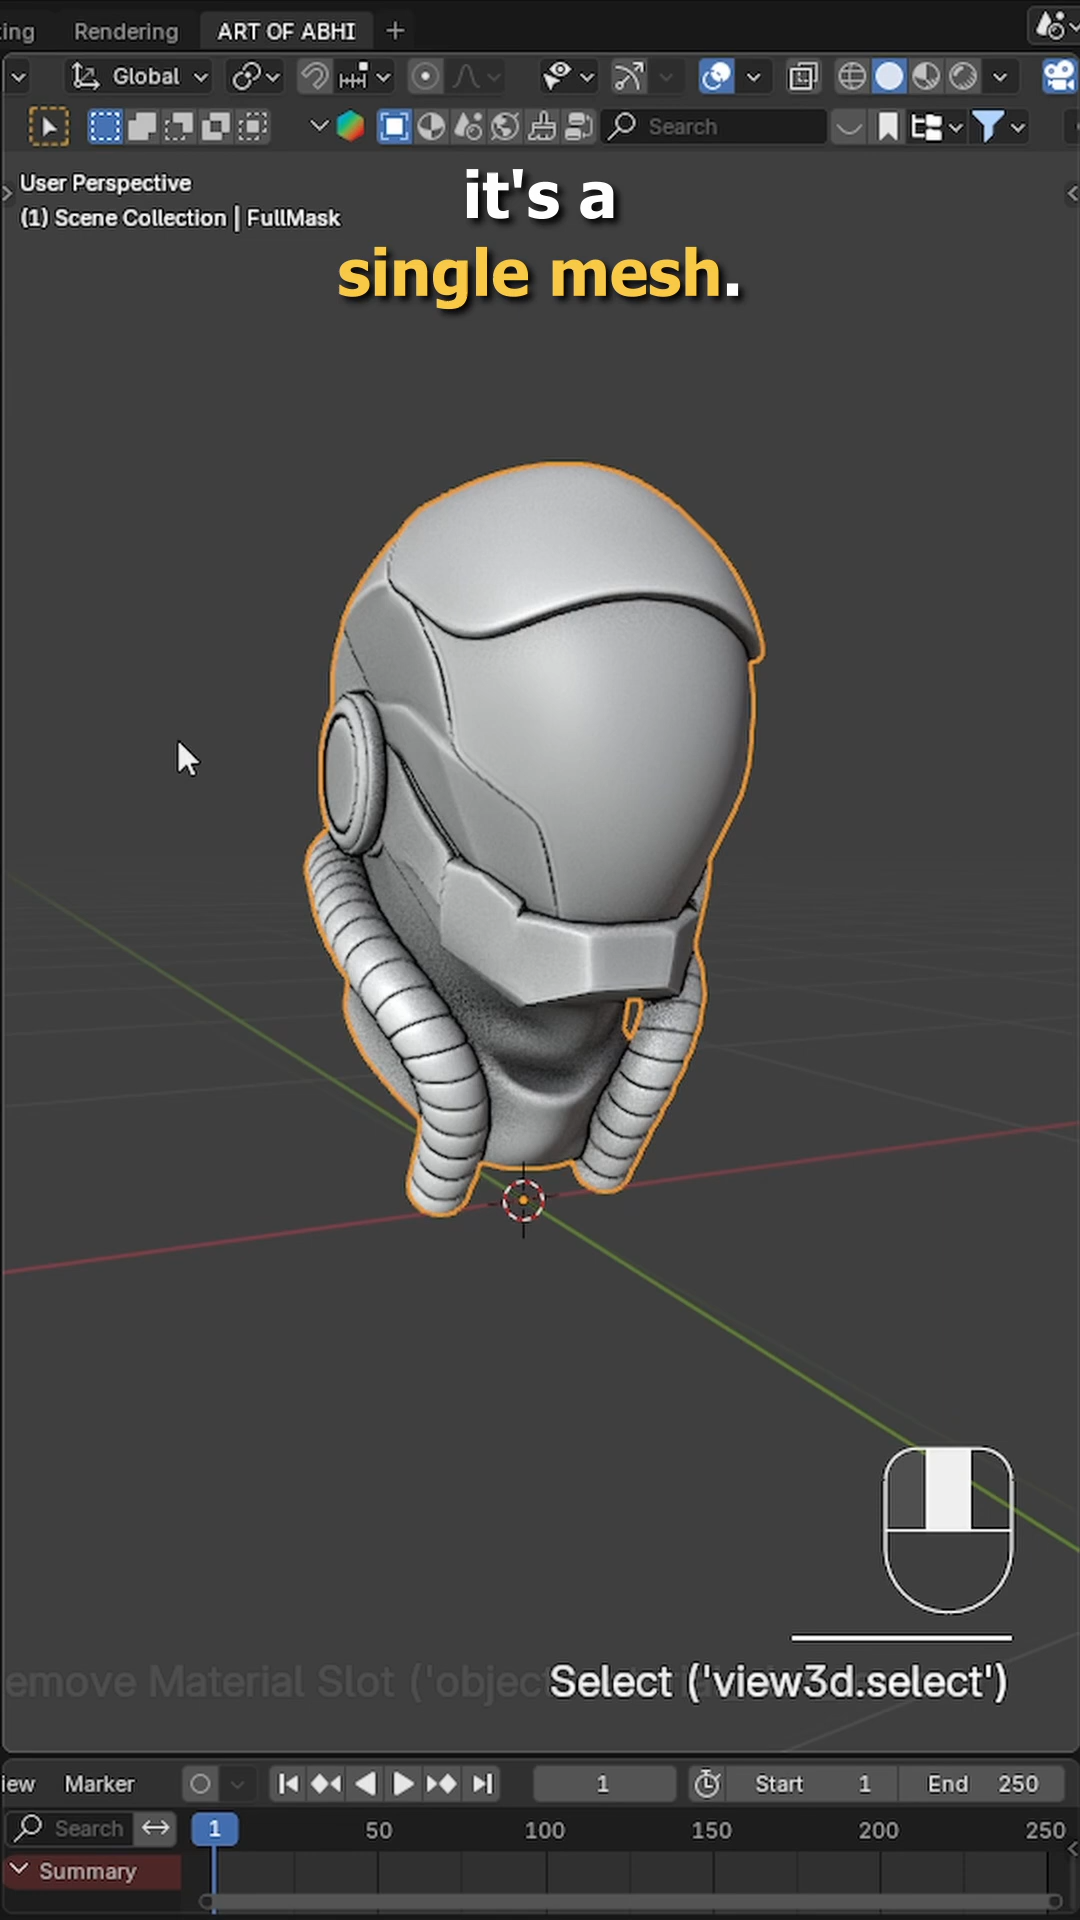 ing Rendering ART OF ABHI +
Global
Search
User Perspective
(1) Scene Collection | FullMask
it's a
single mesh.
emove Material Slot ('objec
Select ('view3d.select')
iew Marker 1 Start 1 End 250
Search 1 50 100 150 200 250
Summary